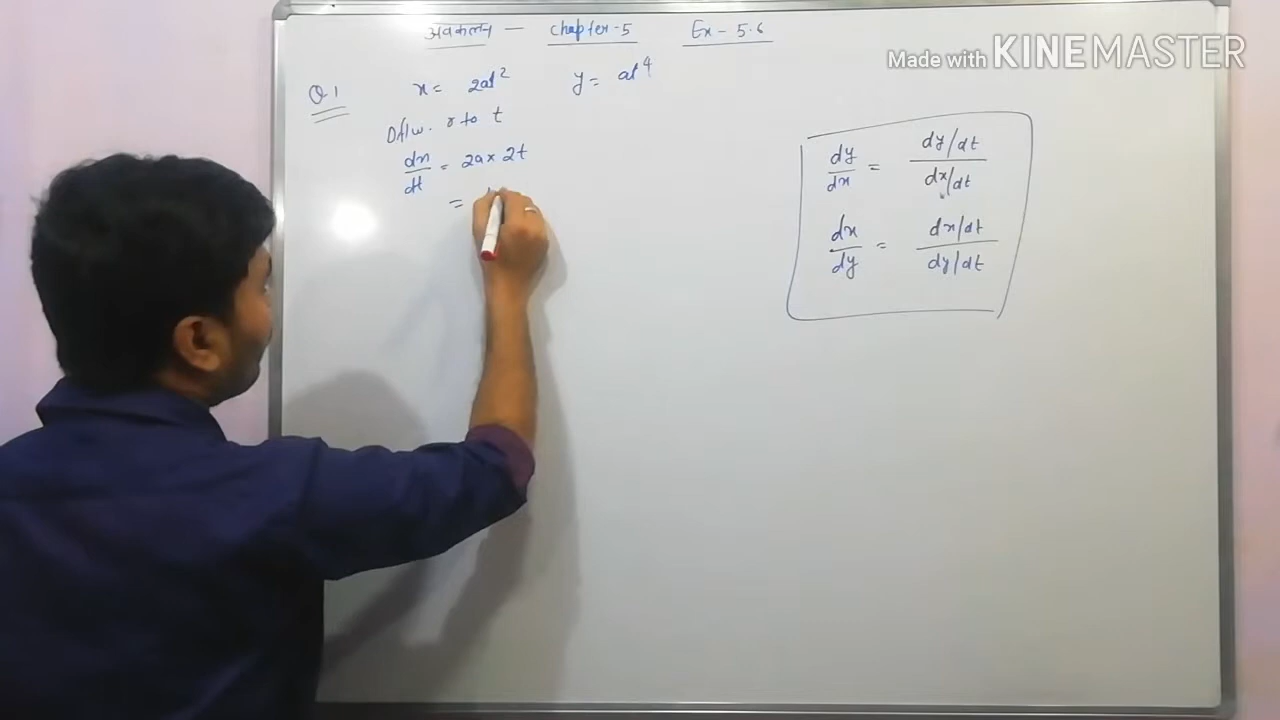 अवकलन — Chapter-5 Ex-5.6
Made with KINEMASTER
Q.1 x = 2at² y = at⁴
Diff w. r to t
dx/dt = 2a x 2t
=
dy/dx = dy/dt / dx/dt
dx/dy = dx/dt / dy/dt